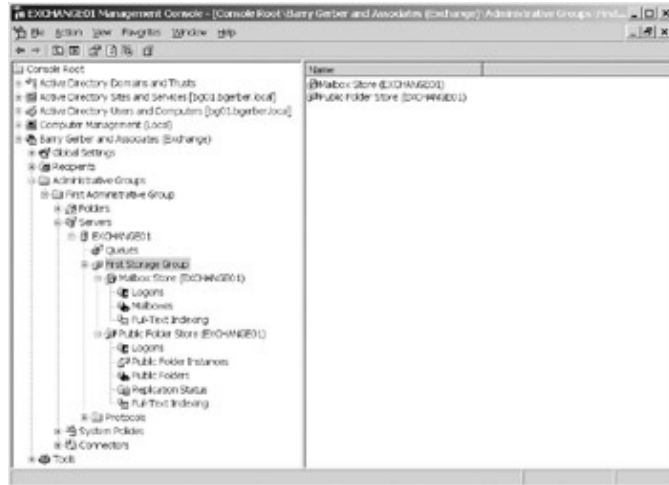 EXCHANGE01 Management Console - [Console Root\Barry Gerber and Associates (Exchange)\Administrative Groups\First
File Action View Favorites Window Help
Console Root
Active Directory Domains and Trusts
Active Directory Sites and Services [bg01.bgerber.local]
Active Directory Users and Computers [bg01.bgerber.local]
Computer Management (Local)
Barry Gerber and Associates (Exchange)
Global Settings
Recipients
Administrative Groups
First Administrative Group
Folders
Servers
EXCHANGE01
Queues
First Storage Group
Mailbox Store (EXCHANGE01)
Logons
Mailboxes
Full-Text Indexing
Public Folder Store (EXCHANGE01)
Logons
Public Folder Instances
Public Folders
Replication Status
Full-Text Indexing
Protocols
System Policies
Connectors
Tools
Name
Mailbox Store (EXCHANGE01)
Public Folder Store (EXCHANGE01)